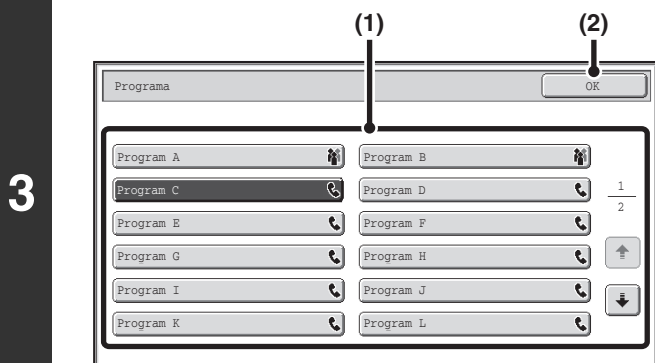 (1) (2)
3
Programa OK
Program A Program B
Program C Program D
1
2
Program E Program F
Program G Program H
Program I Program J
Program K Program L